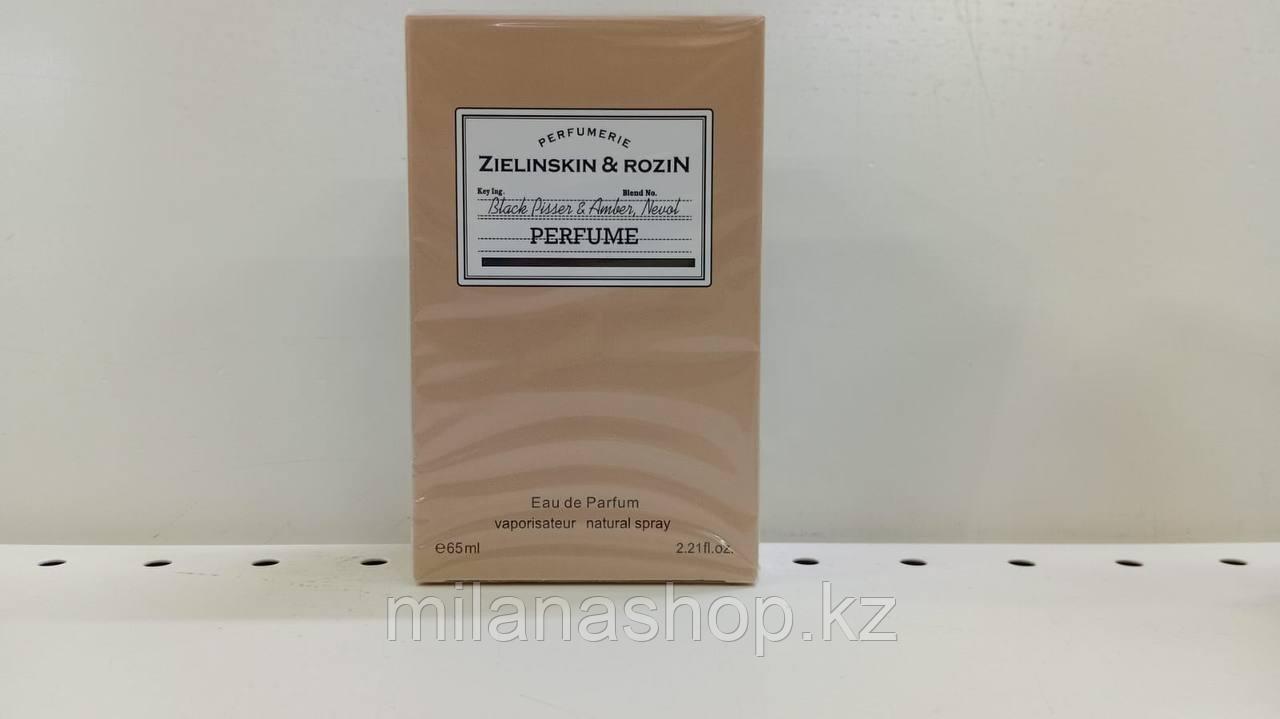 PERFUMERIE
ZIELINSKIN & ROZIN
Key Ing. Blend No.
Black Pisser & Amber, Nevol
PERFUME
Eau de Parfum
vaporisateur natural spray
e65ml 2.21fl.oz.
milanashop.kz